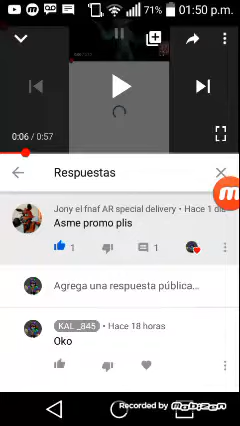 71% 01:50 p.m.
0:06 / 0:57
Respuestas
Jony el fnaf AR special delivery • Hace 1 día
Asme promo plis
1
1
Agrega una respuesta pública...
KAL_845 • Hace 18 horas
Oko
Recorded by Mobizen